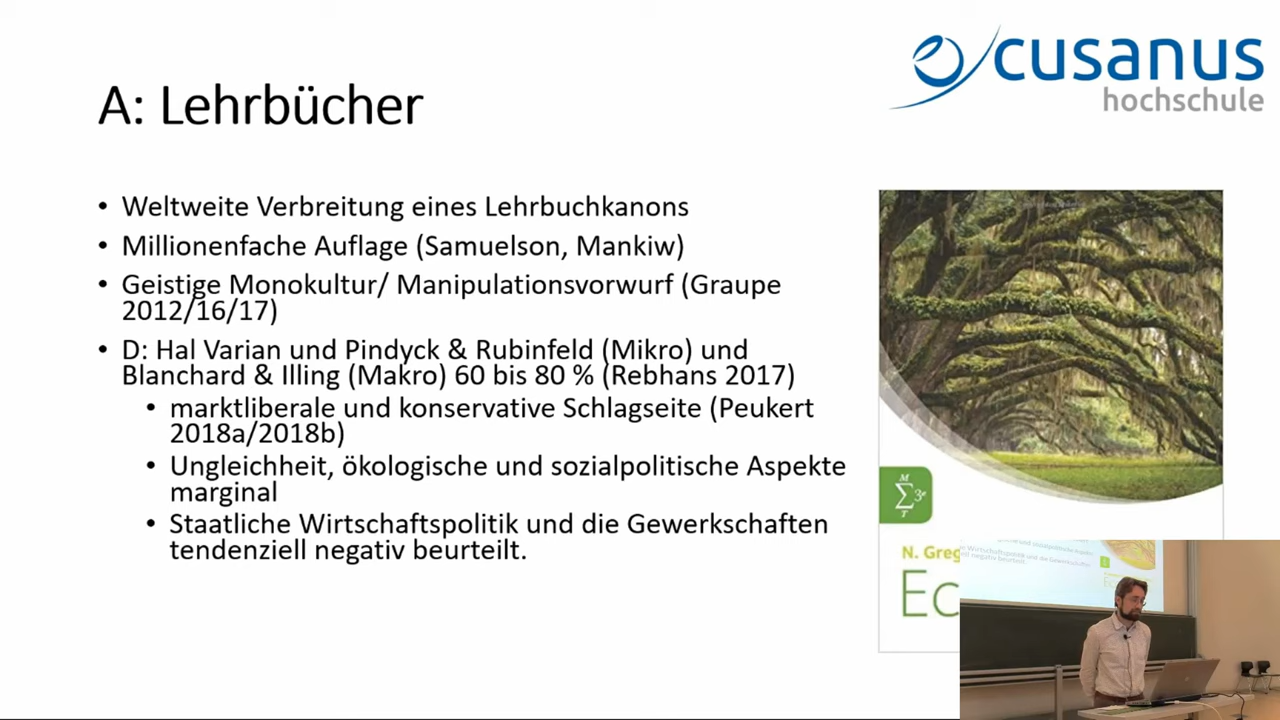 cusanus
hochschule
A: Lehrbücher
• Weltweite Verbreitung eines Lehrbuchkanons
• Millionenfache Auflage (Samuelson, Mankiw)
• Geistige Monokultur/ Manipulationsvorwurf (Graupe
2012/16/17)
• D: Hal Varian und Pindyck & Rubinfeld (Mikro) und
Blanchard & Illing (Makro) 60 bis 80 % (Rebhans 2017)
• marktliberale und konservative Schlagseite (Peukert
2018a/2018b)
• Ungleichheit, ökologische und sozialpolitische Aspekte
marginal
• Staatliche Wirtschaftspolitik und die Gewerkschaften
tendenziell negativ beurteilt.
N. Greg
Ec